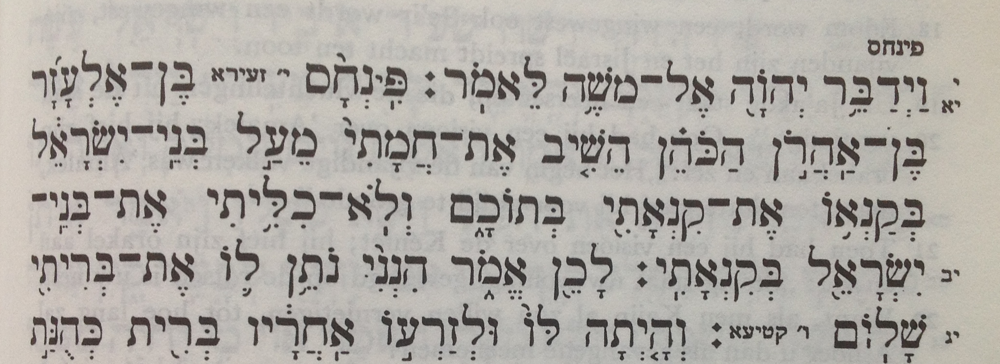 פינחס
י יא וַיְדַבֵּ֥ר יְהוָ֖ה אֶל־מֹשֶׁ֥ה לֵּאמֹֽר׃ פִּֽינְחָ֨ס י׳ זעירא בֶּן־אֶלְעָזָ֜ר
בֶּן־אַֽהֲרֹ֣ן הַכֹּהֵ֗ן הֵשִׁ֤יב אֶת־חֲמָתִי֙ מֵעַ֣ל בְּנֵֽי־יִשְׂרָאֵ֔ל
בְּקַנְא֥וֹ אֶת־קִנְאָתִ֖י בְּתוֹכָ֑ם וְלֹֽא־כִלִּ֥יתִי אֶת־בְּנֵֽי־
יב יִשְׂרָאֵ֖ל בְּקִנְאָתִֽי׃ לָכֵ֖ן אֱמֹ֑ר הִנְנִ֨י נֹתֵ֥ן ל֛וֹ אֶת־בְּרִיתִ֖י
יג שָׁלֽוֹם ו׳ קטיעא׃ וְהָ֤יְתָה לּוֹ֙ וּלְזַרְע֣וֹ אַֽחֲרָ֔יו בְּרִ֖ית כְּהֻנַּ֣ת